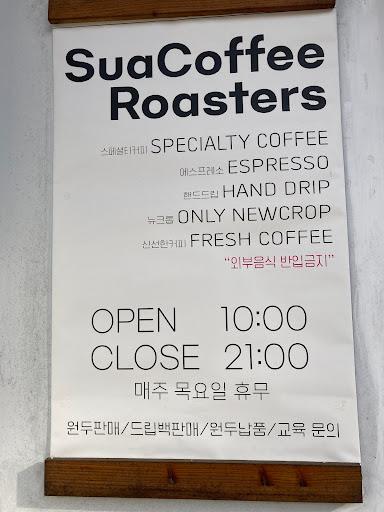 SuaCoffee
Roasters
스페셜티커피 SPECIALTY COFFEE
에스프레소 ESPRESSO
핸드드립 HAND DRIP
뉴크롭 ONLY NEWCROP
신선한커피 FRESH COFFEE
“외부음식 반입금지”
OPEN 10:00
CLOSE 21:00
매주 목요일 휴무
원두판매/드립백판매/원두납품/교육 문의